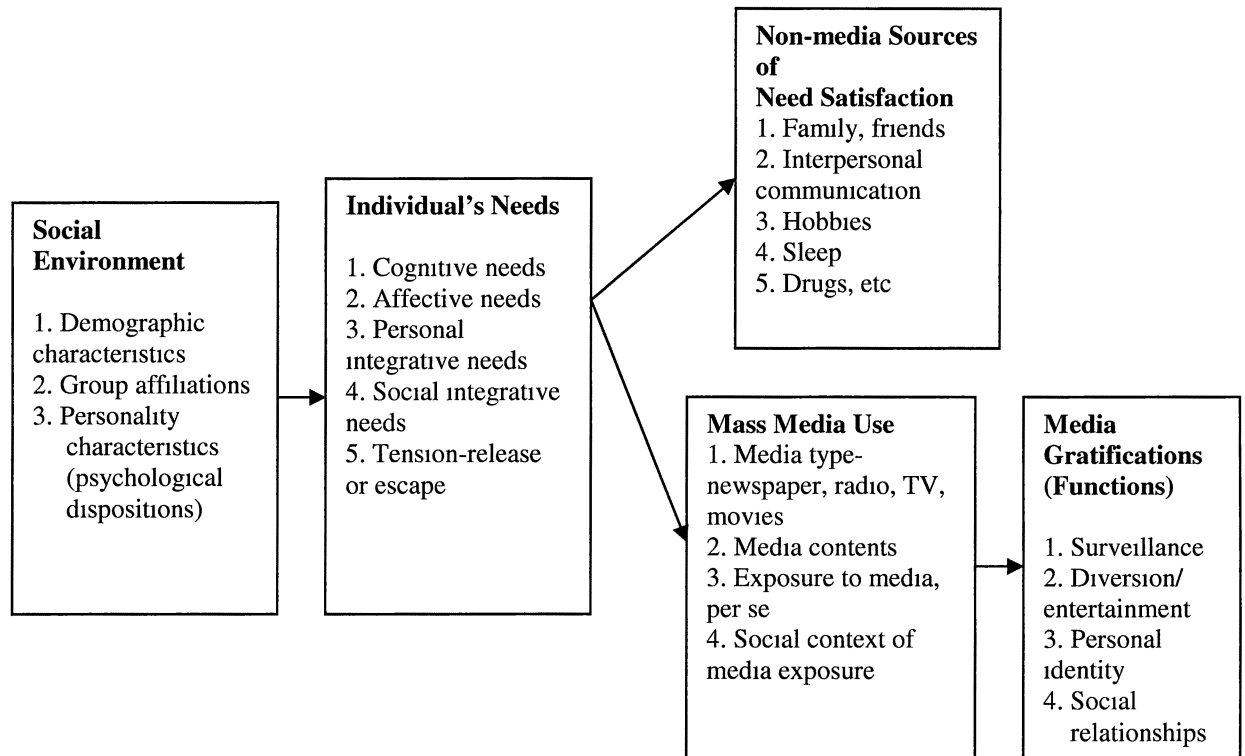 Social
Environment
1. Demographic
characteristics
2. Group affiliations
3. Personality
characteristics
(psychological
dispositions)
Individual's Needs
1. Cognitive needs
2. Affective needs
3. Personal
integrative needs
4. Social integrative
needs
5. Tension-release
or escape
Non-media Sources
of
Need Satisfaction
1. Family, friends
2. Interpersonal
communication
3. Hobbies
4. Sleep
5. Drugs, etc
Mass Media Use
1. Media type-
newspaper, radio, TV,
movies
2. Media contents
3. Exposure to media,
per se
4. Social context of
media exposure
Media
Gratifications
(Functions)
1. Surveillance
2. Diversion/
entertainment
3. Personal
identity
4. Social
relationships